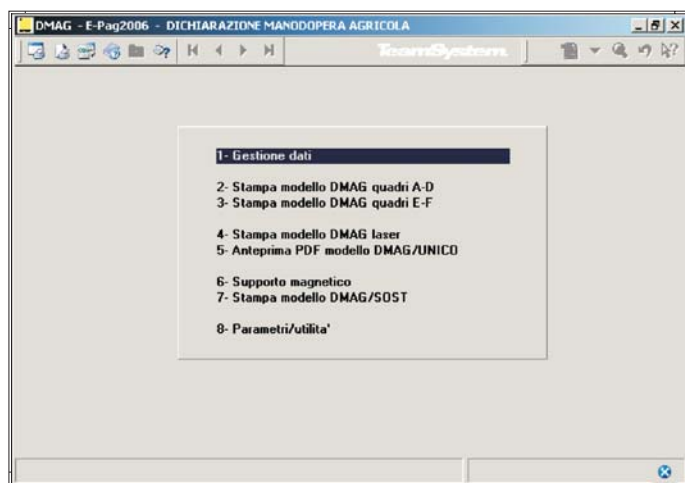 DMAG - E-Pag2006 - DICHIARAZIONE MANODOPERA AGRICOLA
TeamSystem
1- Gestione dati
2- Stampa modello DMAG quadri A-D
3- Stampa modello DMAG quadri E-F
4- Stampa modello DMAG laser
5- Anteprima PDF modello DMAG/UNICO
6- Supporto magnetico
7- Stampa modello DMAG/SOST
8- Parametri/utilita'